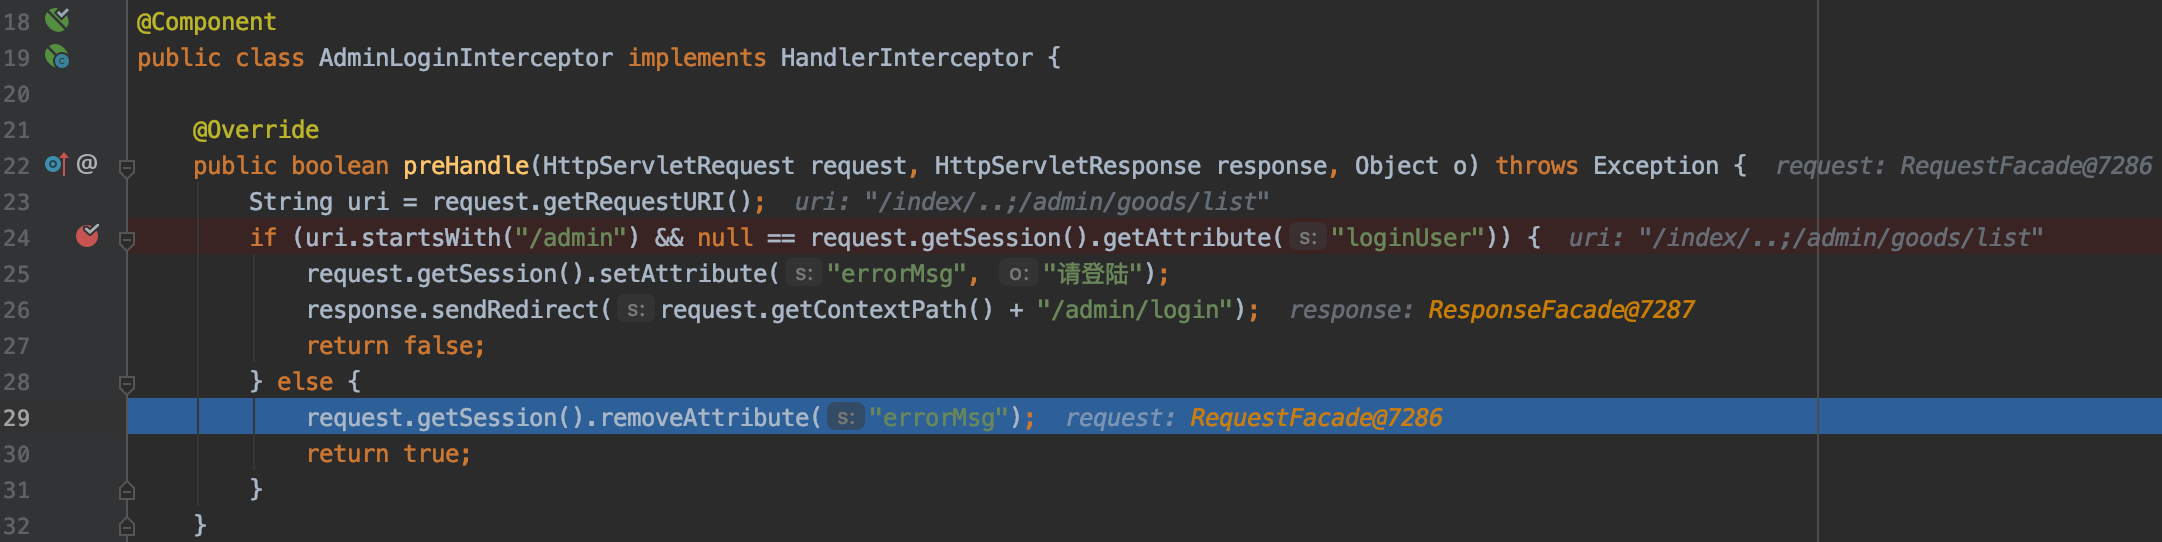 18 @Component
19 public class AdminLoginInterceptor implements HandlerInterceptor {
20
21 @Override
22 @ public boolean preHandle(HttpServletRequest request, HttpServletResponse response, Object o) throws Exception { request: RequestFacade@7286
23 String uri = request.getRequestURI(); uri: "/index/..;/admin/goods/list"
24 if (uri.startsWith("/admin") && null == request.getSession().getAttribute( s: "loginUser")) { uri: "/index/..;/admin/goods/list"
25 request.getSession().setAttribute( s: "errorMsg", o: "请登陆");
26 response.sendRedirect( s: request.getContextPath() + "/admin/login"); response: ResponseFacade@7287
27 return false;
28 } else {
29 request.getSession().removeAttribute( s: "errorMsg"); request: RequestFacade@7286
30 return true;
31 }
32 }